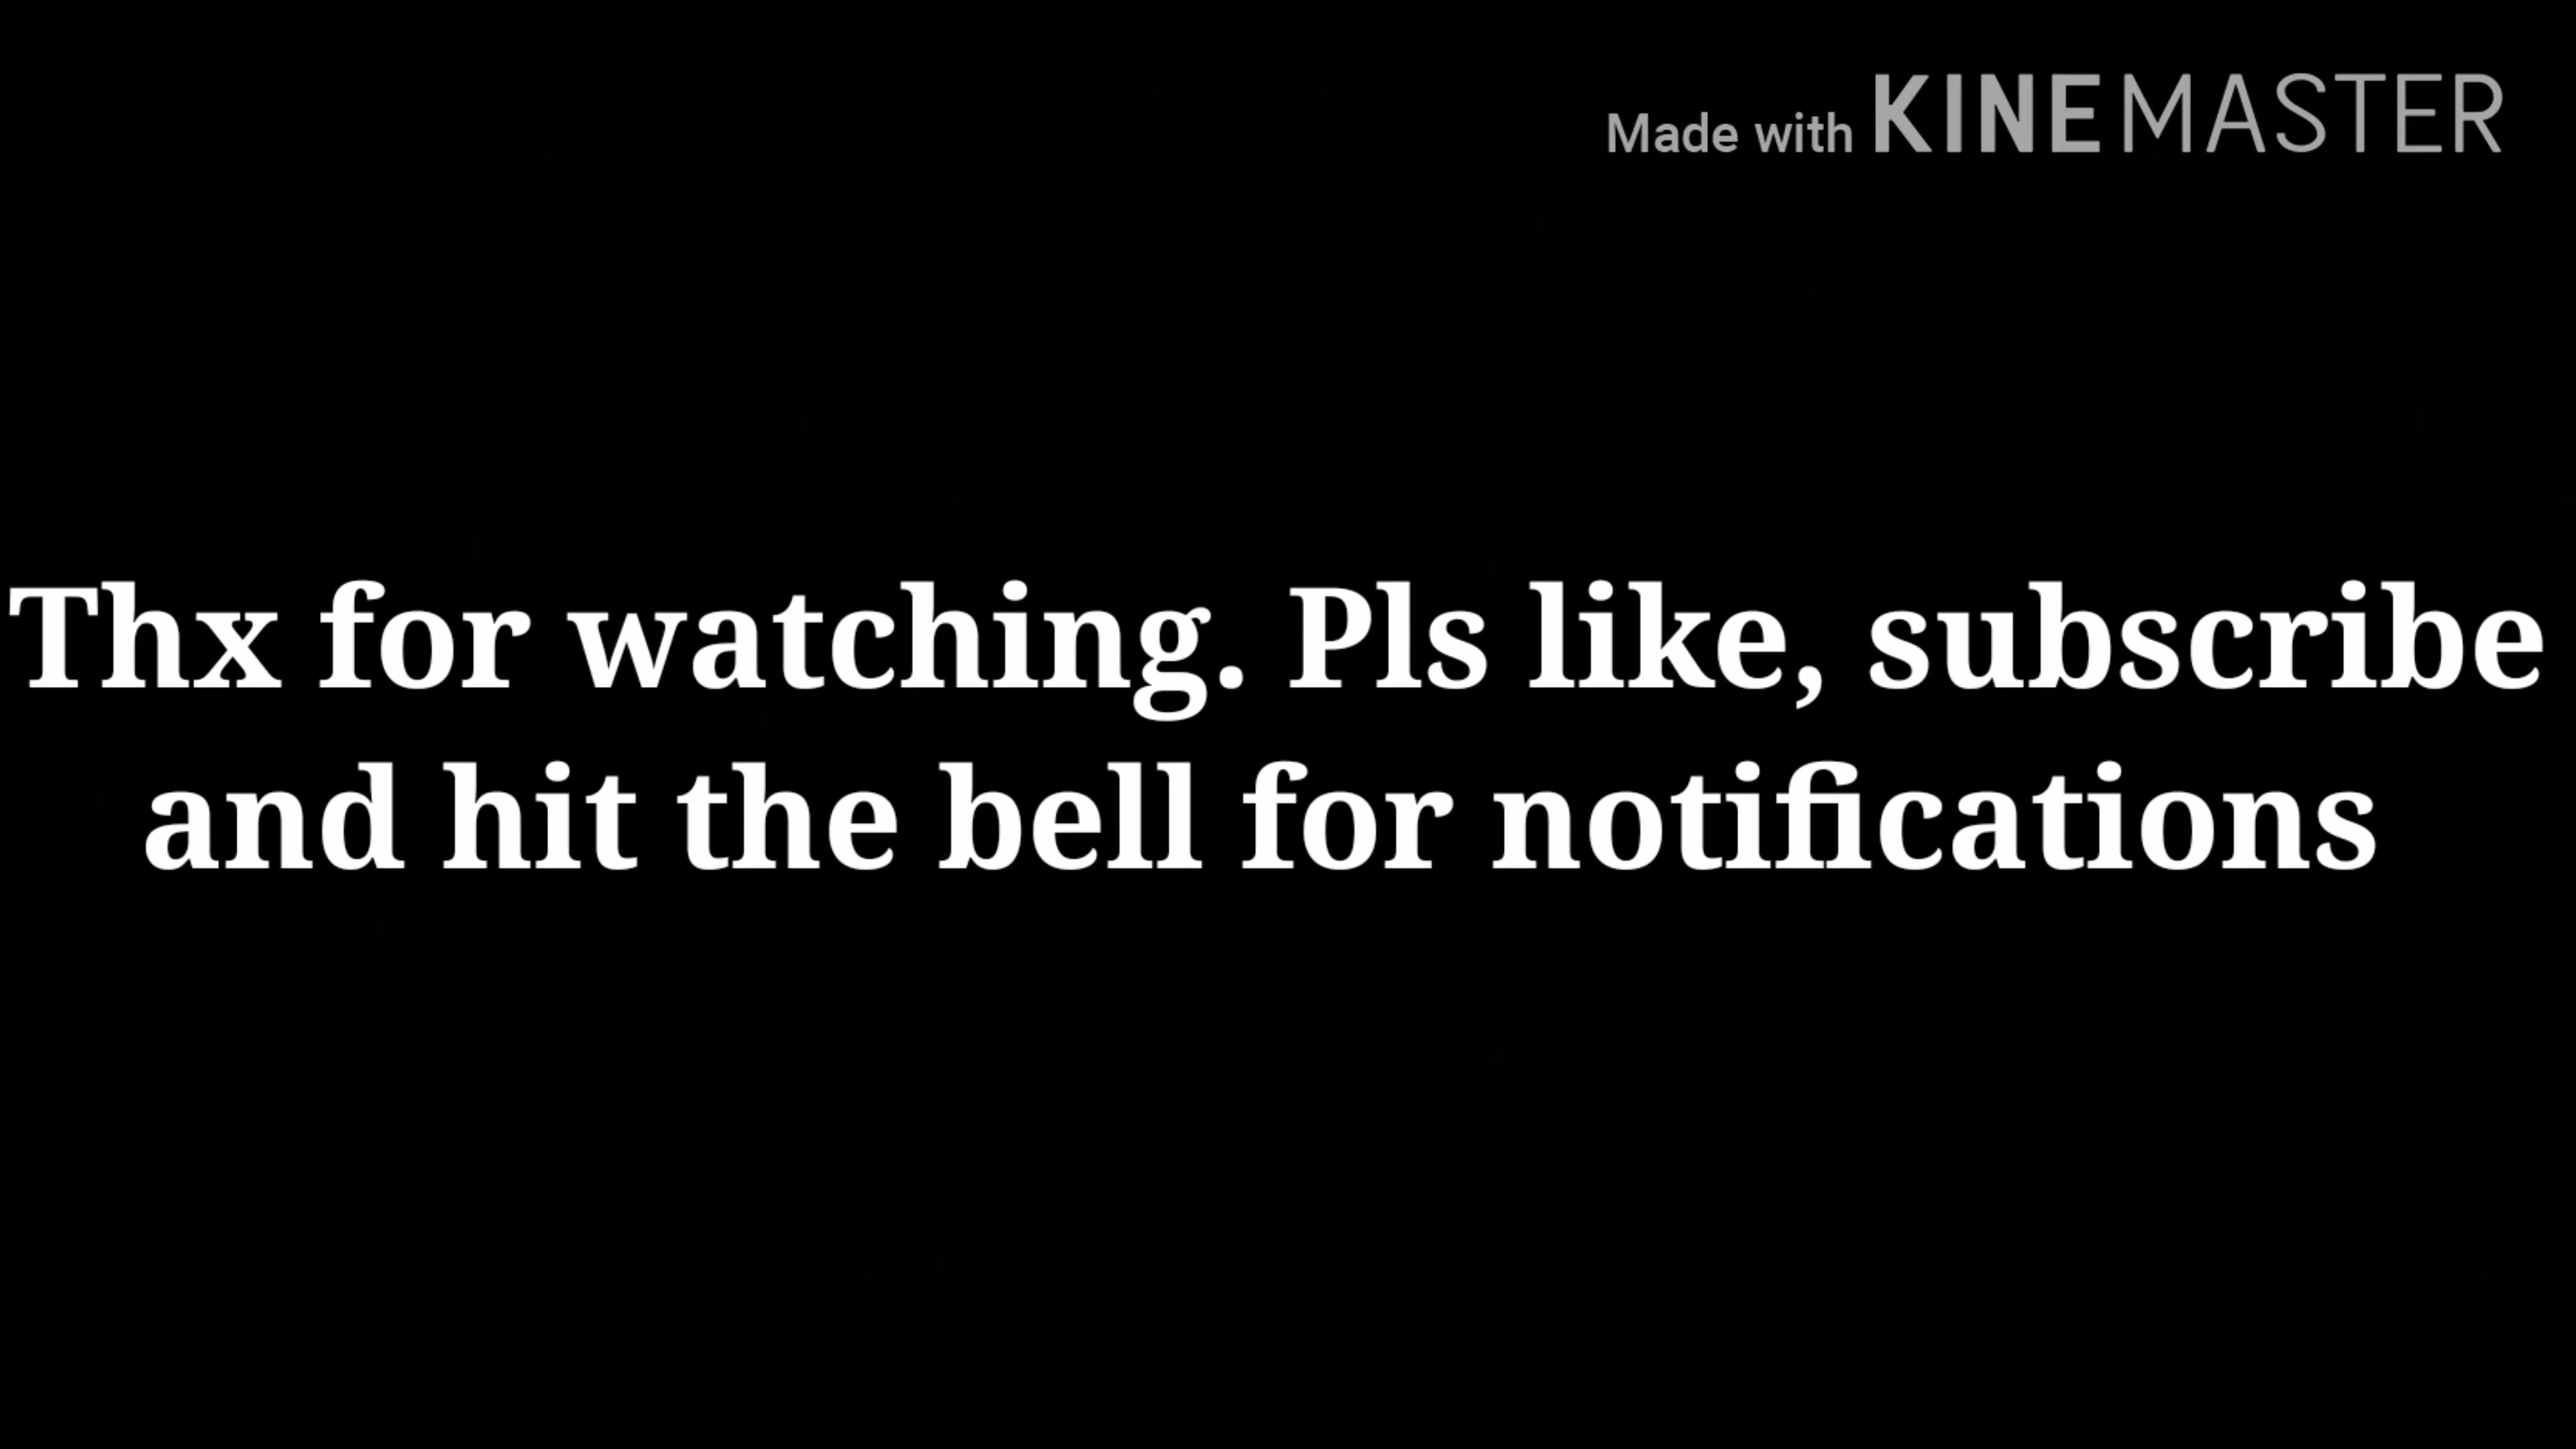 Made with KINEMASTER
Thx for watching. Pls like, subscribe
and hit the bell for notifications